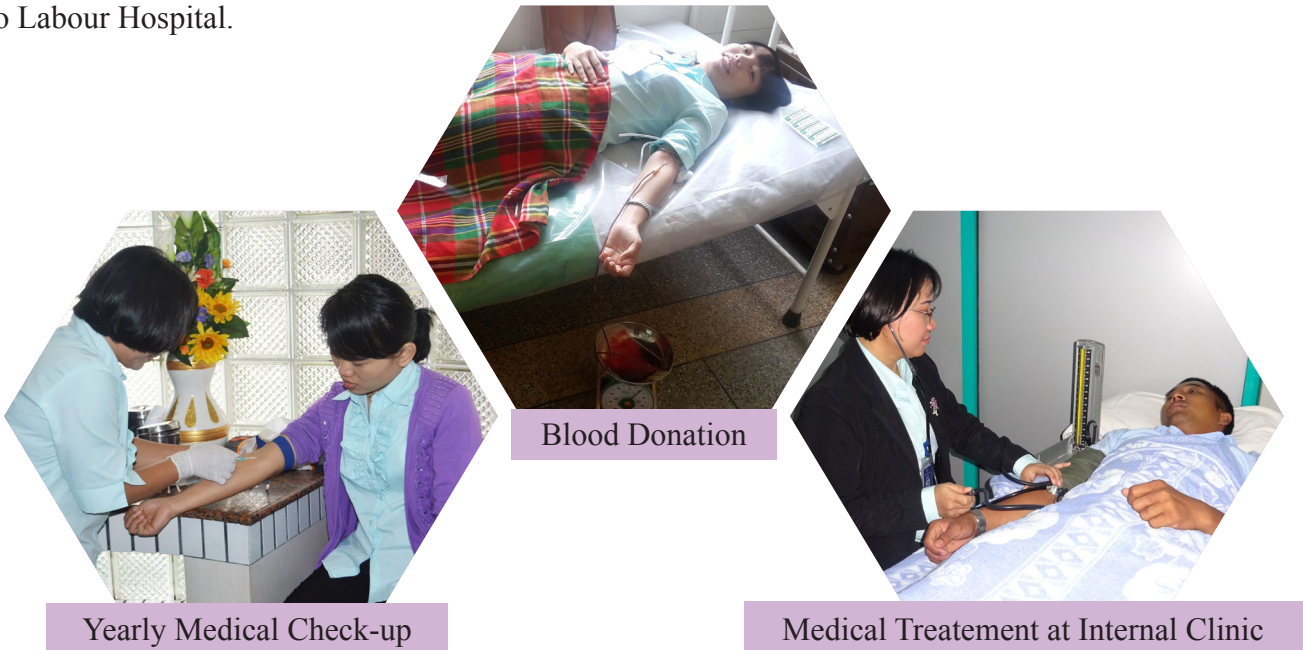 o Labour Hospital.
Blood Donation
Yearly Medical Check-up
Medical Treatement at Internal Clinic